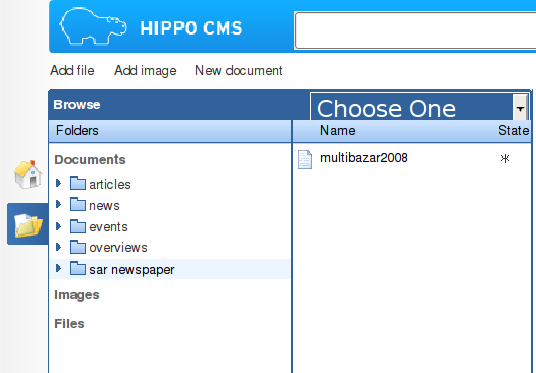 HIPPO CMS
Add file Add image New document
Browse Choose One
Folders Name State
Documents multibazar2008
articles
news
events
overviews
sar newspaper
Images
Files